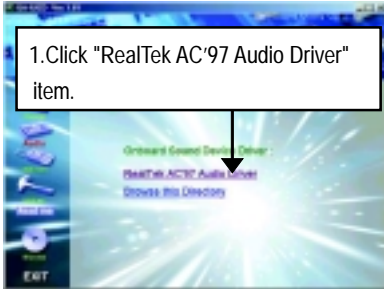 1.Click "RealTek AC'97 Audio Driver"
item.
Audio
Onboard Sound Device Driver :
RealTek AC'97 Audio Driver
Browse this Directory
EXIT